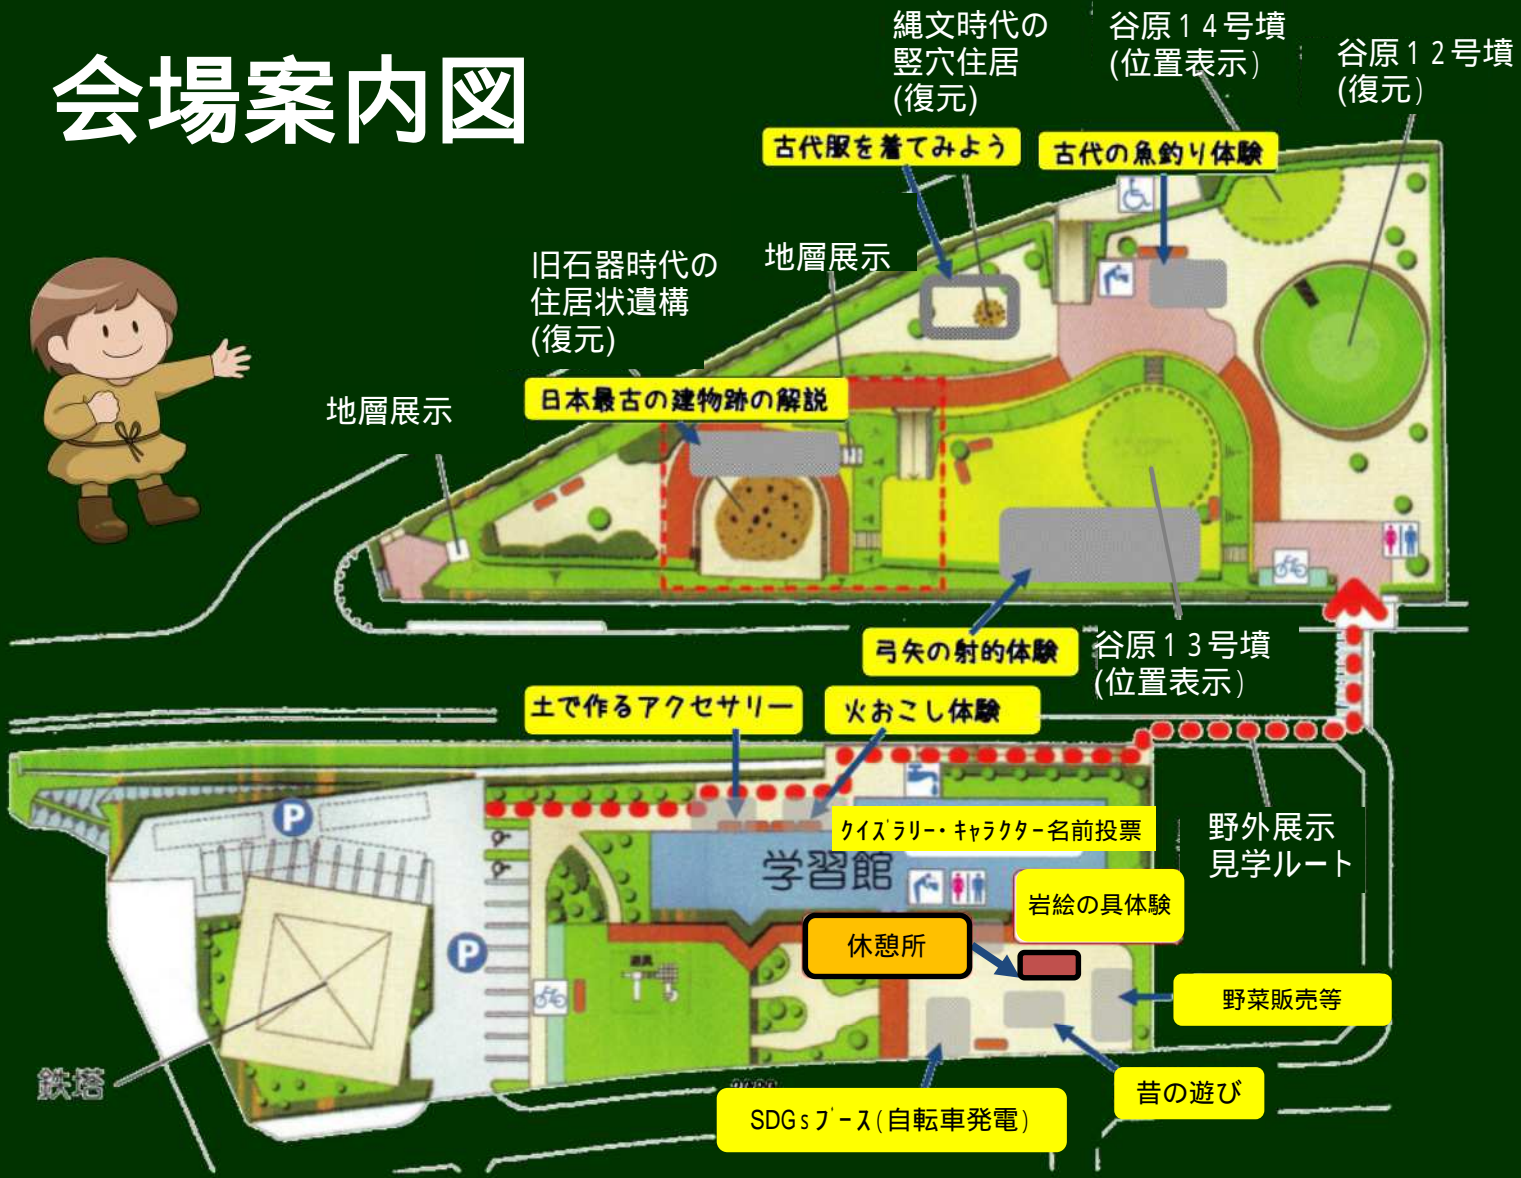 会場案内図
縄文時代の
竪穴住居
(復元)
谷原14号墳
(位置表示)
谷原12号墳
(復元)
古代服を着てみよう
古代の魚釣り体験
旧石器時代の
住居状遺構
(復元)
地層展示
日本最古の建物跡の解説
地層展示
弓矢の射的体験
谷原13号墳
(位置表示)
土で作るアクセサリー
火おこし体験
P
クイズラリー・キャラクター名前投票
野外展示
見学ルート
学習館
岩絵の具体験
休憩所
P
遊具
野菜販売等
鉄塔
昔の遊び
SDGsブース(自転車発電)